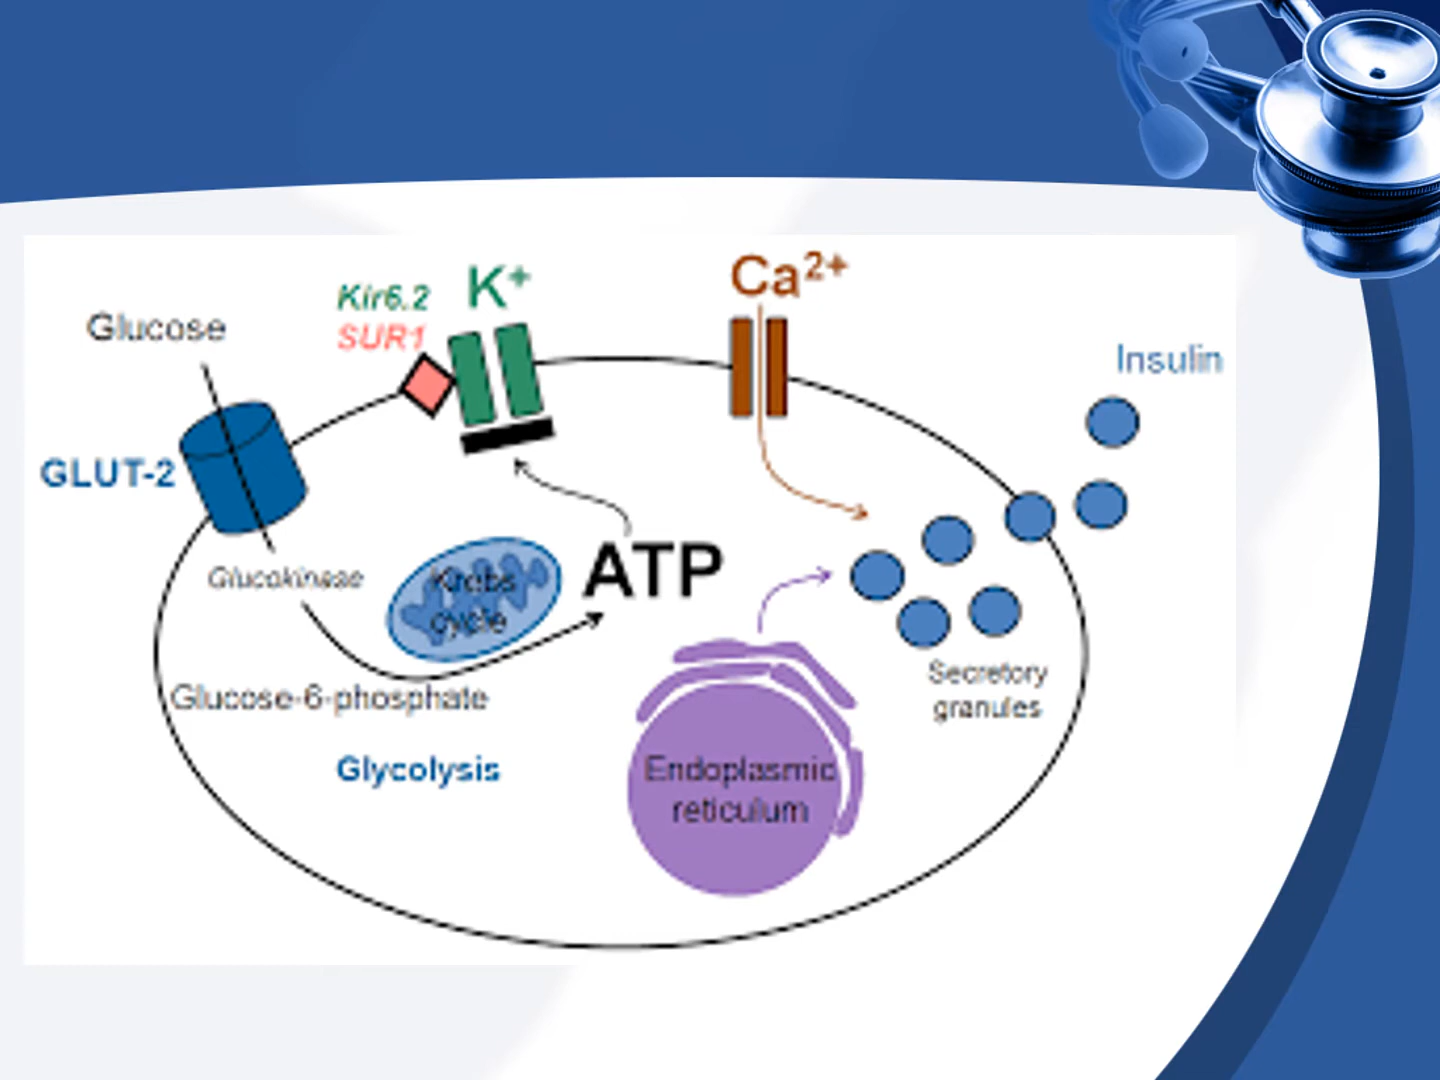 Glucose
Kir6.2
SUR1
K+
Ca2+
Insulin
GLUT-2
Glucokinase
Krebs
cycle
ATP
Glucose-6-phosphate
Glycolysis
Endoplasmic
reticulum
Secretory
granules